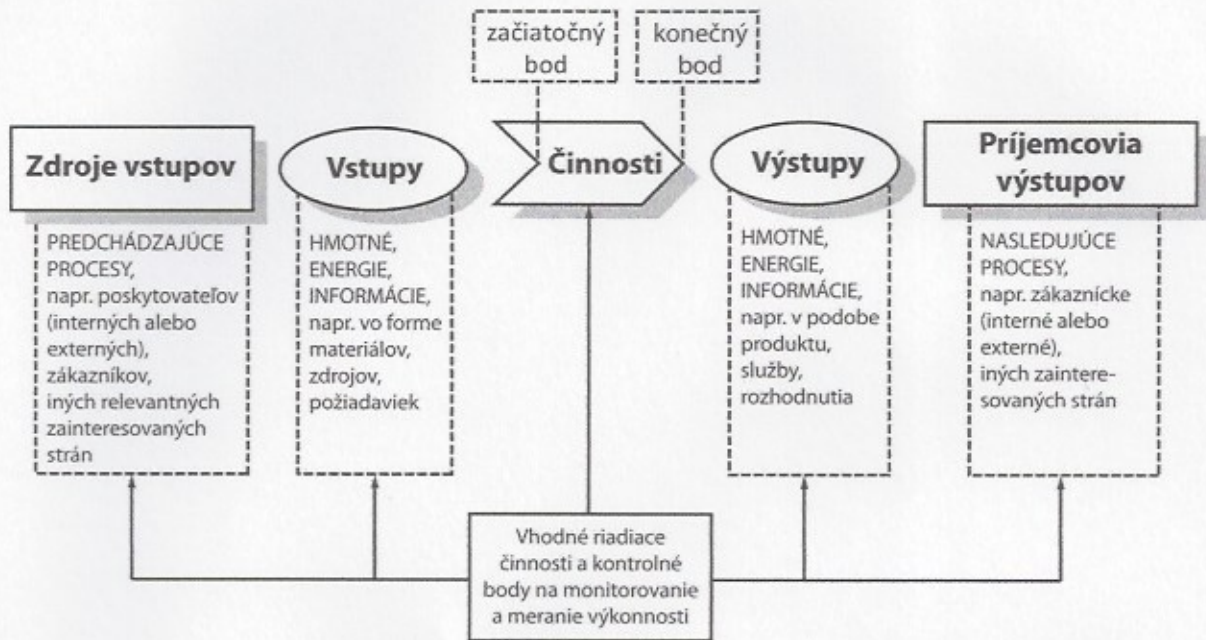 začiatočný
bod
konečný
bod
Zdroje vstupov
Vstupy
Činnosti
Výstupy
Príjemcovia
výstupov
PREDCHÁDZAJÚCE
PROCESY,
napr. poskytovateľov
(interných alebo
externých),
zákazníkov,
iných relevantných
zainteresovaných
strán
HMOTNÉ,
ENERGIE,
INFORMÁCIE,
napr. vo forme
materiálov,
zdrojov,
požiadaviek
HMOTNÉ,
ENERGIE,
INFORMÁCIE,
napr. v podobe
produktu,
služby,
rozhodnutia
NASLEDUJÚCE
PROCESY,
napr. zákaznícke
(interné alebo
externé),
iných zaintere-
sovaných strán
Vhodné riadiace
činnosti a kontrolné
body na monitorovanie
a meranie výkonnosti